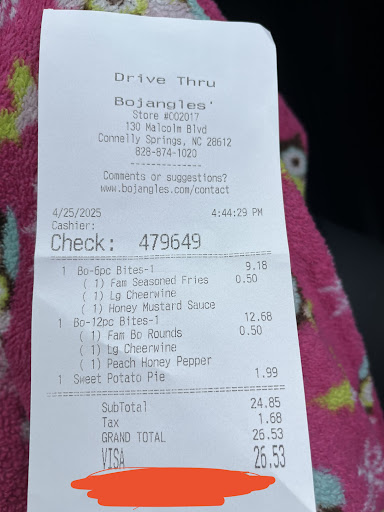 Drive Thru
Bojangles'
Store #C02017
130 Malcolm Blvd
Connelly Springs, NC 28612
828-874-1020
--------------
Comments or suggestions?
www.bojangles.com/contact
4/25/2025 4:44:29 PM
Cashier:
Check: 479649
1 Bo-6pc Bites-1 9.18
( 1) Fam Seasoned Fries 0.50
( 1) Lg Cheerwine
( 1) Honey Mustard Sauce
1 Bo-12pc Bites-1 12.68
( 1) Fam Bo Rounds 0.50
( 1) Lg Cheerwine
( 1) Peach Honey Pepper
1 Sweet Potato Pie 1.99
SubTotal 24.85
Tax 1.68
GRAND TOTAL 26.53
VISA 26.53